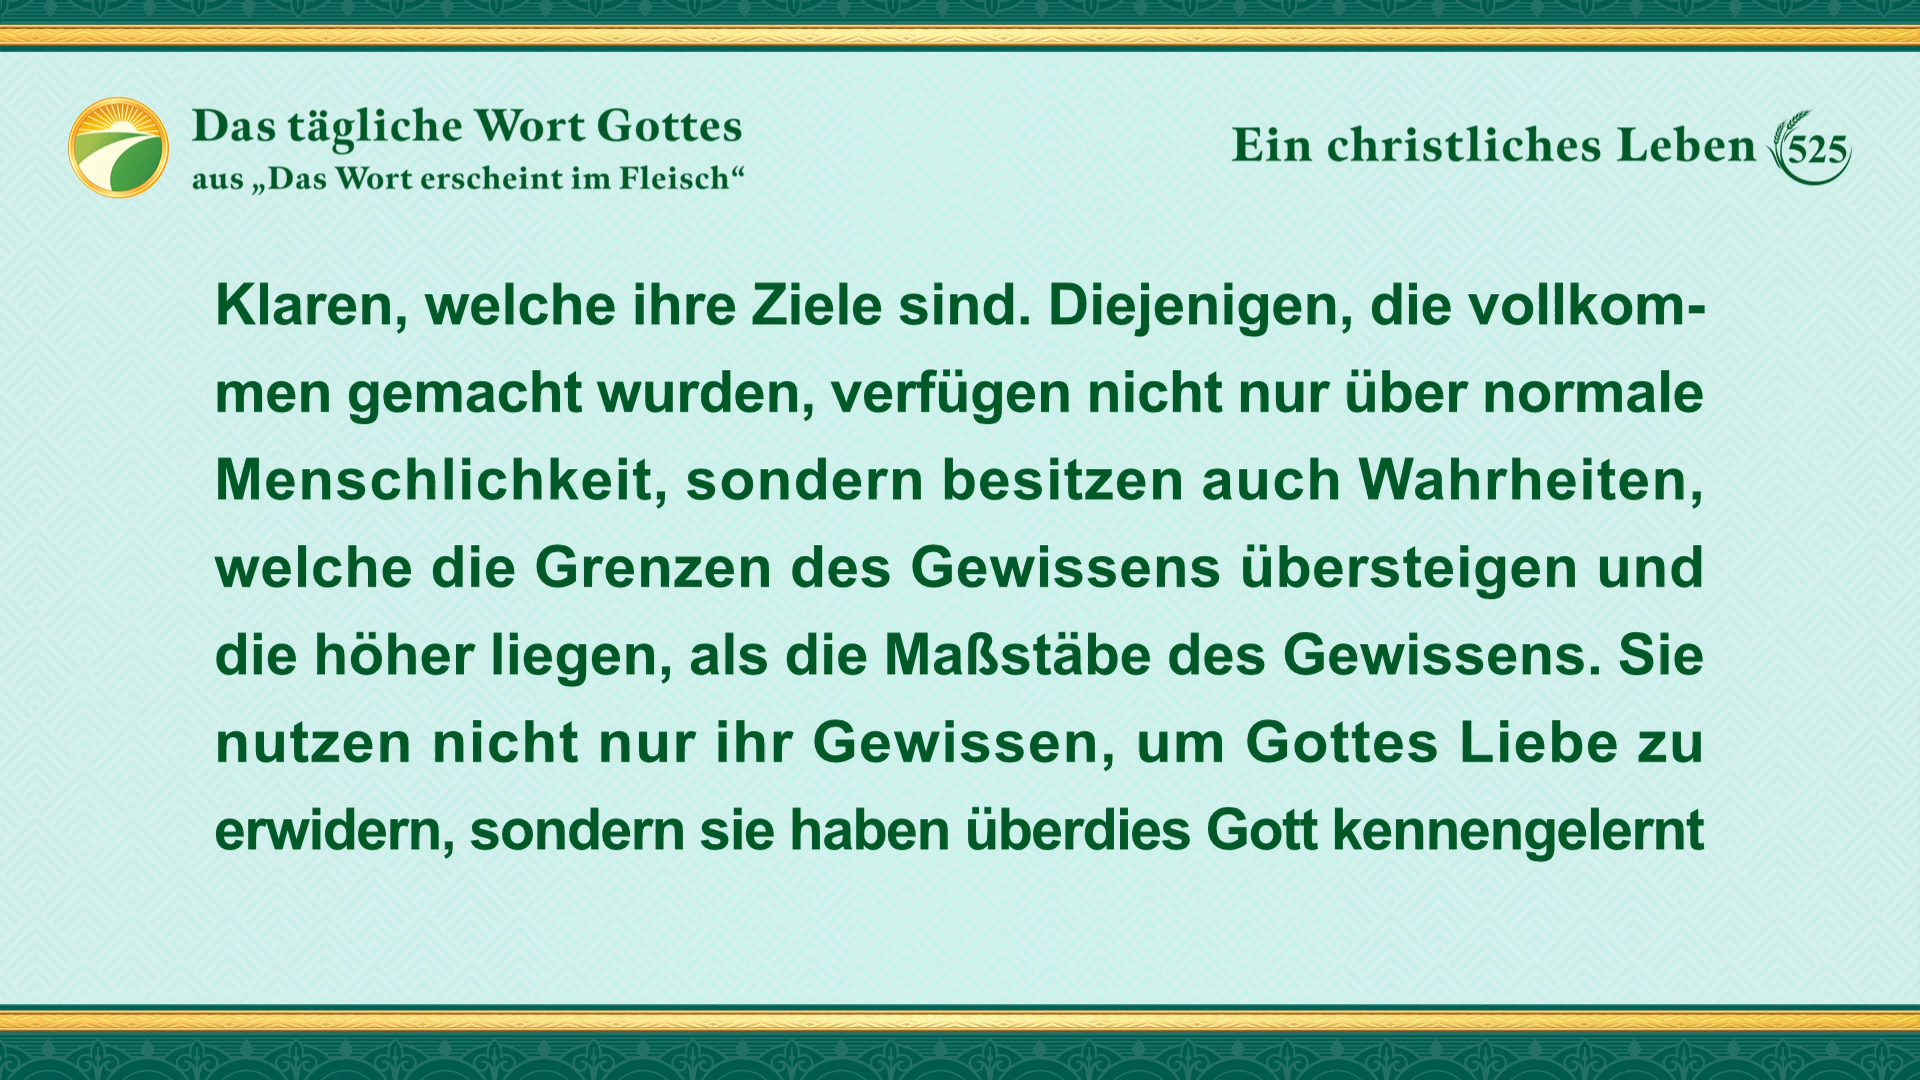 Das tägliche Wort Gottes
aus „Das Wort erscheint im Fleisch“
Ein christliches Leben 525
Klaren, welche ihre Ziele sind. Diejenigen, die vollkom-
men gemacht wurden, verfügen nicht nur über normale
Menschlichkeit, sondern besitzen auch Wahrheiten,
welche die Grenzen des Gewissens übersteigen und
die höher liegen, als die Maßstäbe des Gewissens. Sie
nutzen nicht nur ihr Gewissen, um Gottes Liebe zu
erwidern, sondern sie haben überdies Gott kennengelernt